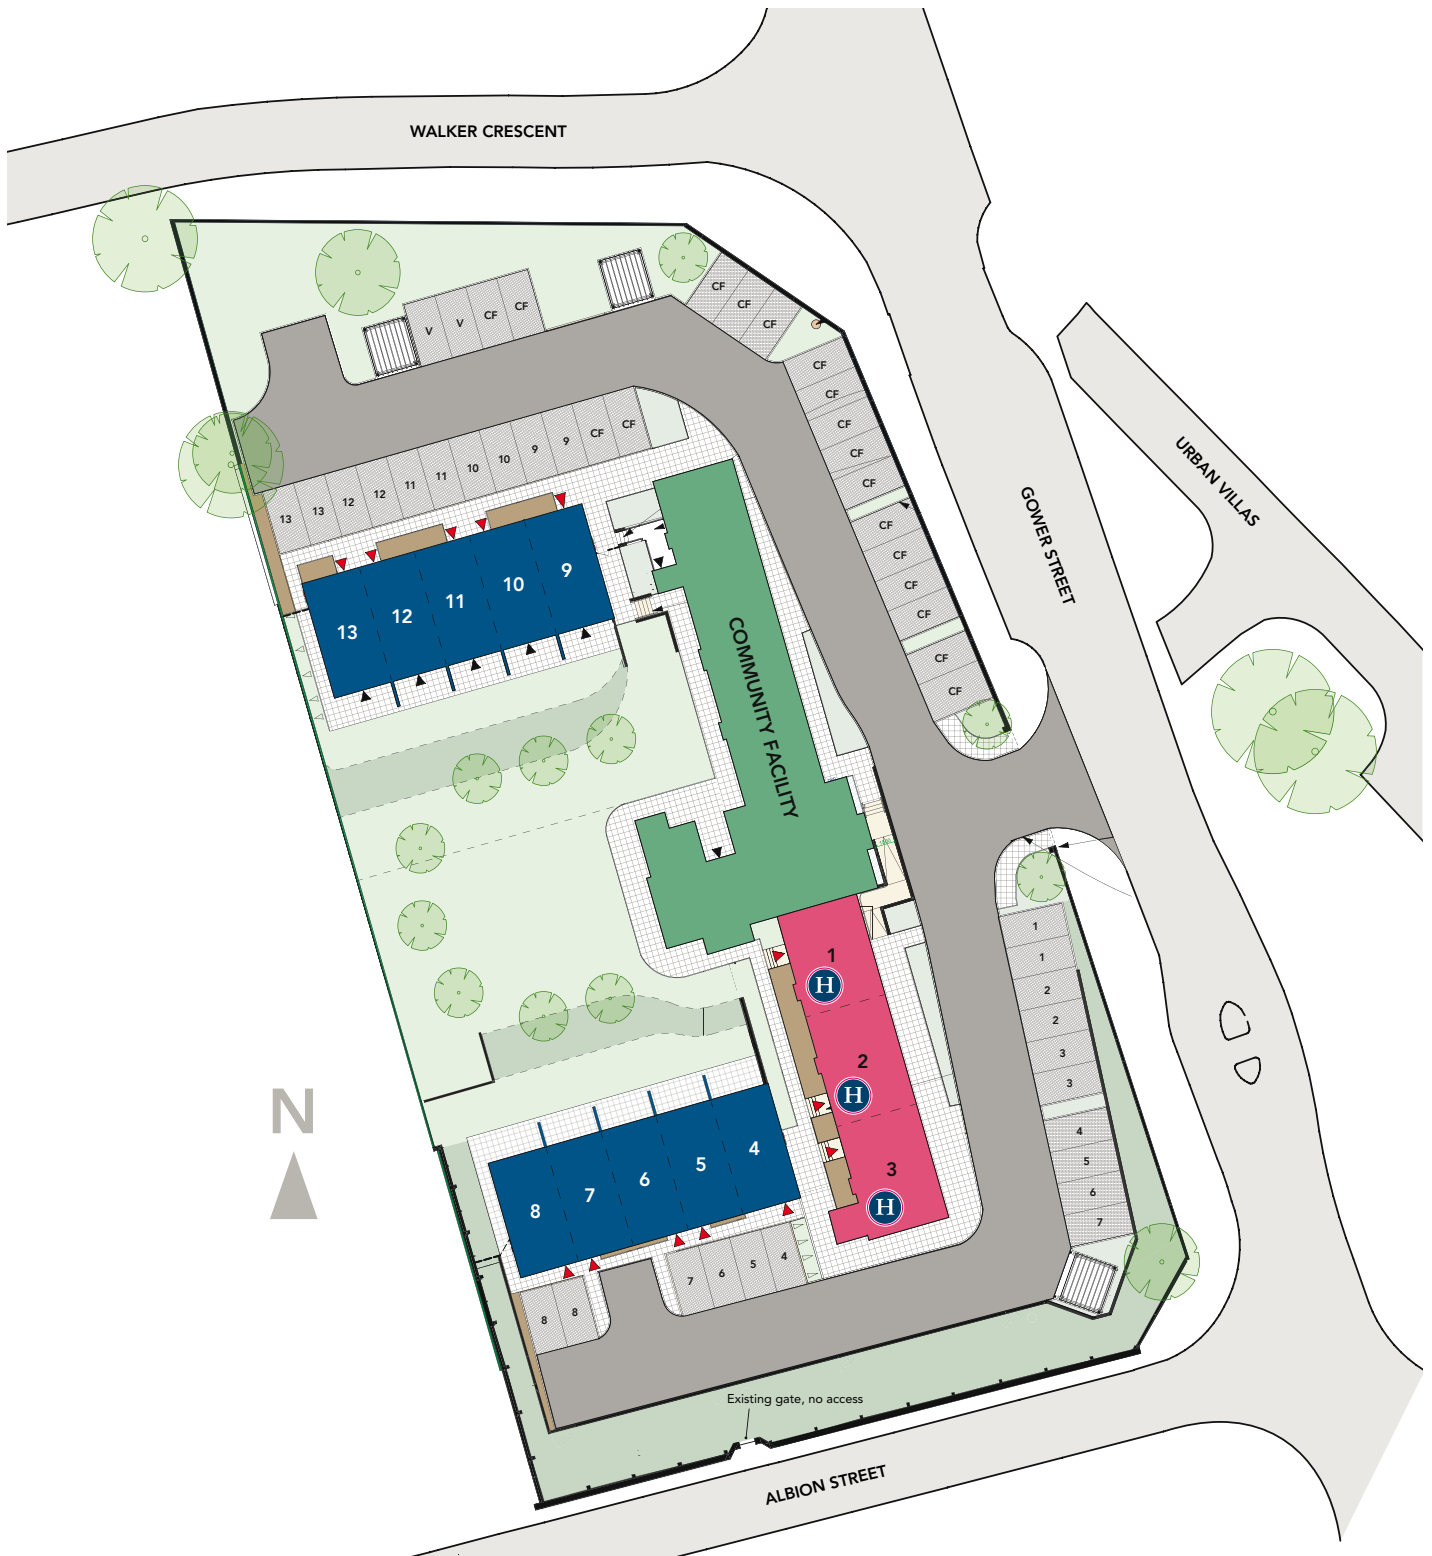 WALKER CRESCENT
CF
CF
CF
V
V
CF
CF
CF
CF
CF
CF
CF
13
13
12
12
11
11
10
10
9
9
CF
CF
URBAN VILLAS
GOWER STREET
CF
CF
CF
CF
CF
CF
13
12
11
10
9
COMMUNITY FACILITY
1
H
2
H
3
H
1
1
2
2
3
3
4
5
6
7
N
8
7
6
5
4
7
6
5
4
8
8
Existing gate, no access
ALBION STREET